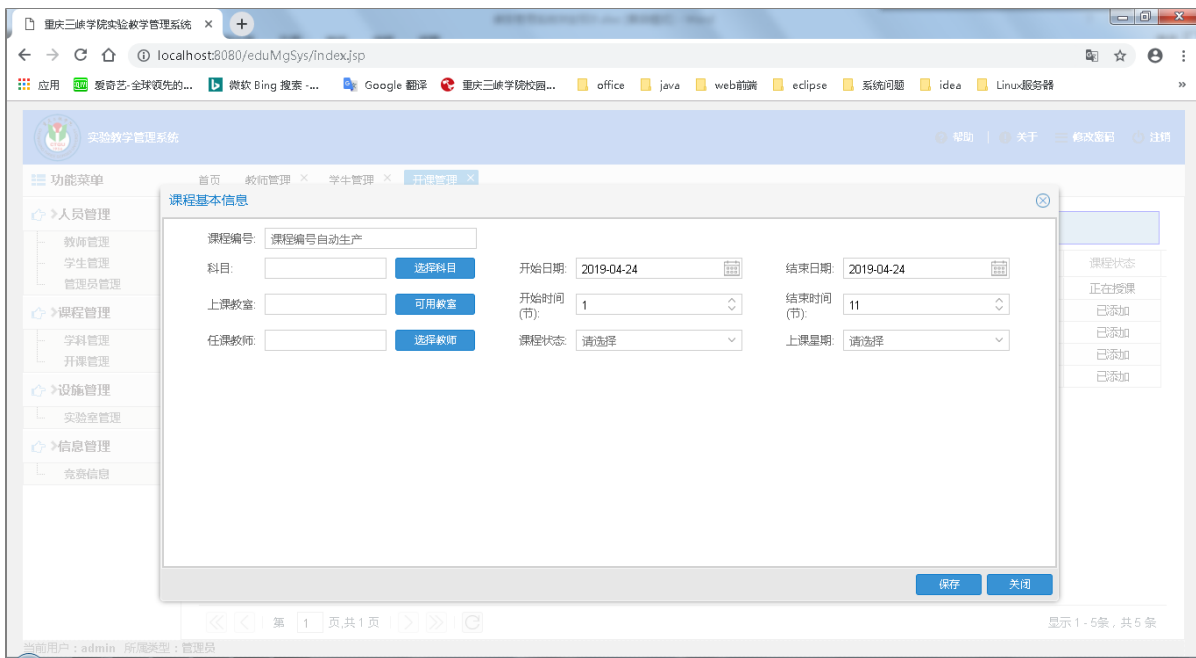 重庆三峡学院实验教学管理系统
localhost:8080/eduMgSys/index.jsp
应用 爱奇艺-全球领先的... 微软 Bing 搜索 -... Google 翻译 重庆三峡学院校园... office java web前端 eclipse 系统问题 idea Linux服务器 »
实验教学管理系统 帮助 | 关于 修改密码 注销
功能菜单 首页 教师管理 学生管理 开课管理
>人员管理
教师管理
学生管理
管理员管理
>课程管理
学科管理
开课管理
>设施管理
实验室管理
>信息管理
竞赛信息
课程基本信息
课程编号: 课程编号自动生产
科目: 选择科目 开始日期: 2019-04-24 结束日期: 2019-04-24
上课教室: 可用教室 开始时间(节): 1 结束时间(节): 11
任课教师: 选择教师 课程状态: 请选择 上课星期: 请选择
保存 关闭
课程状态
正在授课
已添加
已添加
已添加
已添加
第 1 页,共1页 显示1 - 5条，共5条
当前用户：admin 所属类型：管理员